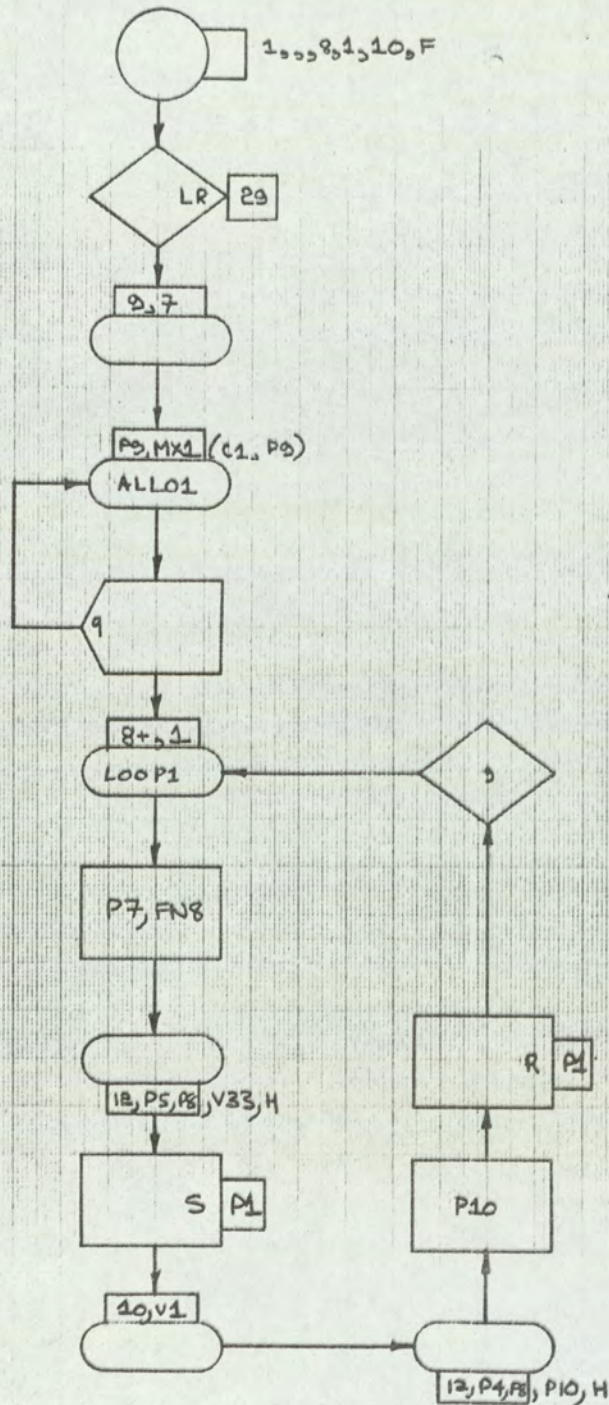 1,,,8,1,10,F
LR
29
9,7
P9,MX1 (C1, P9)
ALLO1
9
8+,1
LOOP1
P7, FN8
12, P5, P8, V33, H
S
P1
10,V1
12, P4, P8, P10, H
P10
R
P1